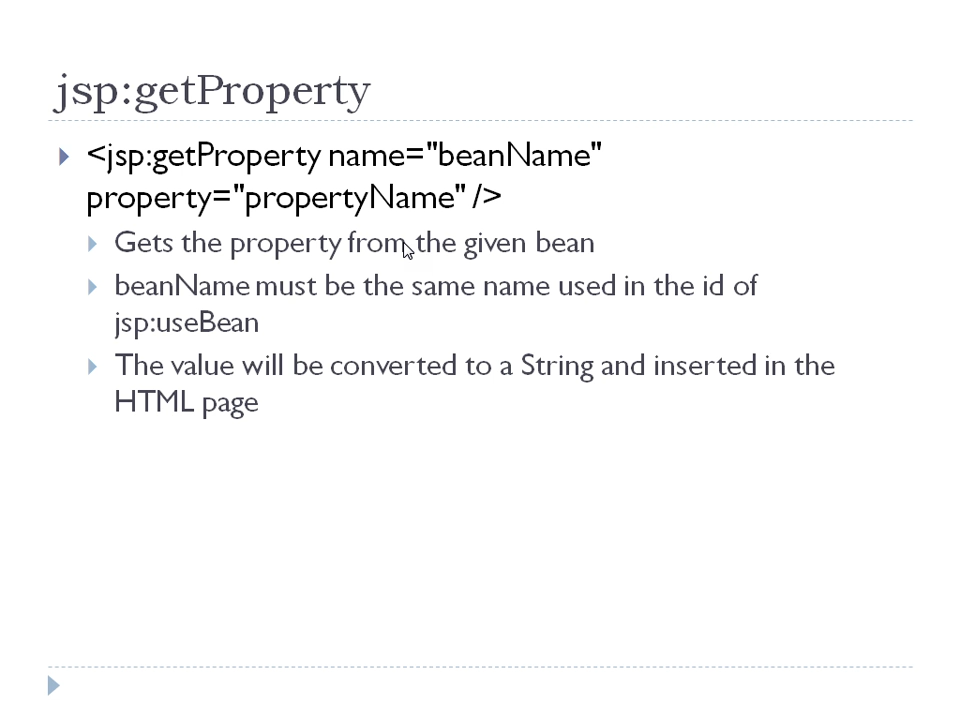 jsp:getProperty
<jsp:getProperty name="beanName"
property="propertyName" />
Gets the property from the given bean
beanName must be the same name used in the id of
jsp:useBean
The value will be converted to a String and inserted in the
HTML page